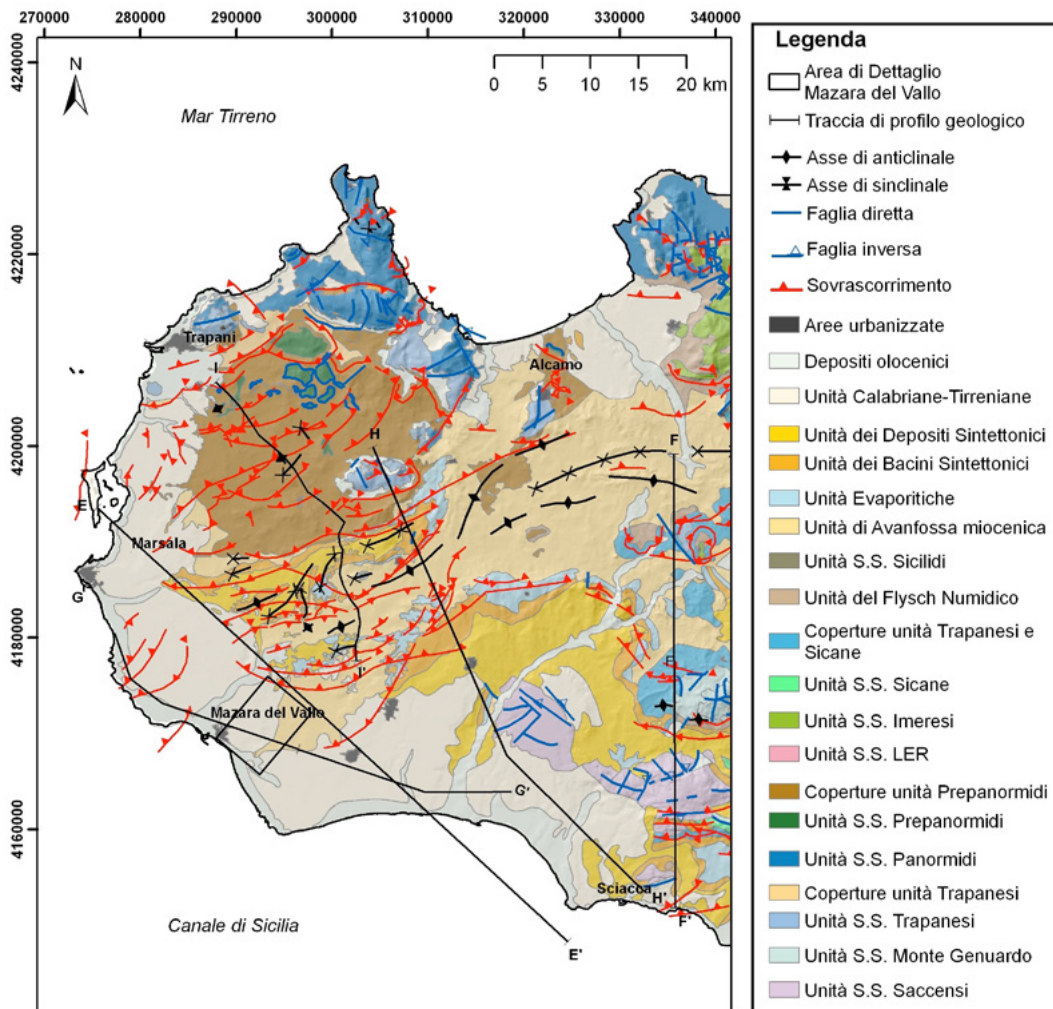 270000 280000 290000 300000 310000 320000 330000 340000
4240000
4220000
4200000
4180000
4160000
N
0 5 10 15 20 km
Mar Tirreno
Trapani
I
Alcamo
H
F
E
Marsala
G
I'
Mazara del Vallo
G'
Sciacca
H'
F'
E'
Canale di Sicilia
Legenda
Area di Dettaglio
Mazara del Vallo
Traccia di profilo geologico
Asse di anticlinale
Asse di sinclinale
Faglia diretta
Faglia inversa
Sovrascorrimento
Aree urbanizzate
Depositi olocenici
Unità Calabriane-Tirreniane
Unità dei Depositi Sintettonici
Unità dei Bacini Sintettonici
Unità Evaporitiche
Unità di Avanfossa miocenica
Unità S.S. Sicilidi
Unità del Flysch Numidico
Coperture unità Trapanesi e
Sicane
Unità S.S. Sicane
Unità S.S. Imeresi
Unità S.S. LER
Coperture unità Prepanormidi
Unità S.S. Prepanormidi
Unità S.S. Panormidi
Coperture unità Trapanesi
Unità S.S. Trapanesi
Unità S.S. Monte Genuardo
Unità S.S. Saccensi